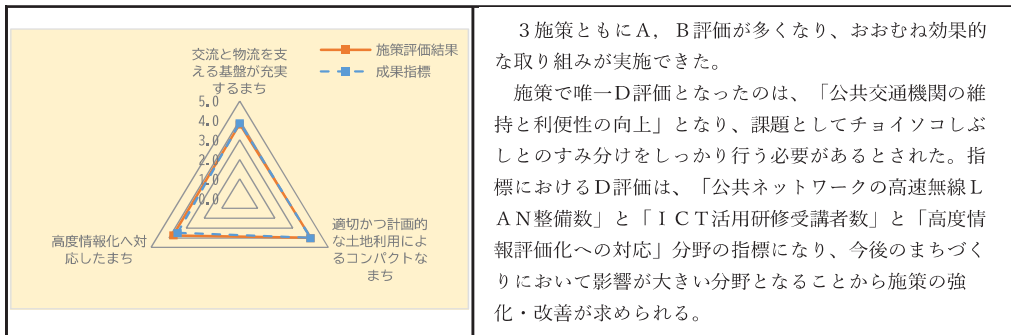 交流と物流を支
える基盤が充実
するまち
施策評価結果
成果指標
5.0
4.0
3.0
2.0
1.0
0.0
適切かつ計画的
な土地利用によ
るコンパクトな
まち
高度情報化へ対
応したまち
３施策ともにＡ，Ｂ評価が多くなり、おおむね効果的
な取り組みが実施できた。
施策で唯一Ｄ評価となったのは、「公共交通機関の維
持と利便性の向上」となり、課題としてチョイソコしぶ
しとのすみ分けをしっかり行う必要があるとされた。指
標におけるＤ評価は、「公共ネットワークの高速無線Ｌ
ＡＮ整備数」と「ＩＣＴ活用研修受講者数」と「高度情
報評価化への対応」分野の指標になり、今後のまちづく
りにおいて影響が大きい分野となることから施策の強
化・改善が求められる。